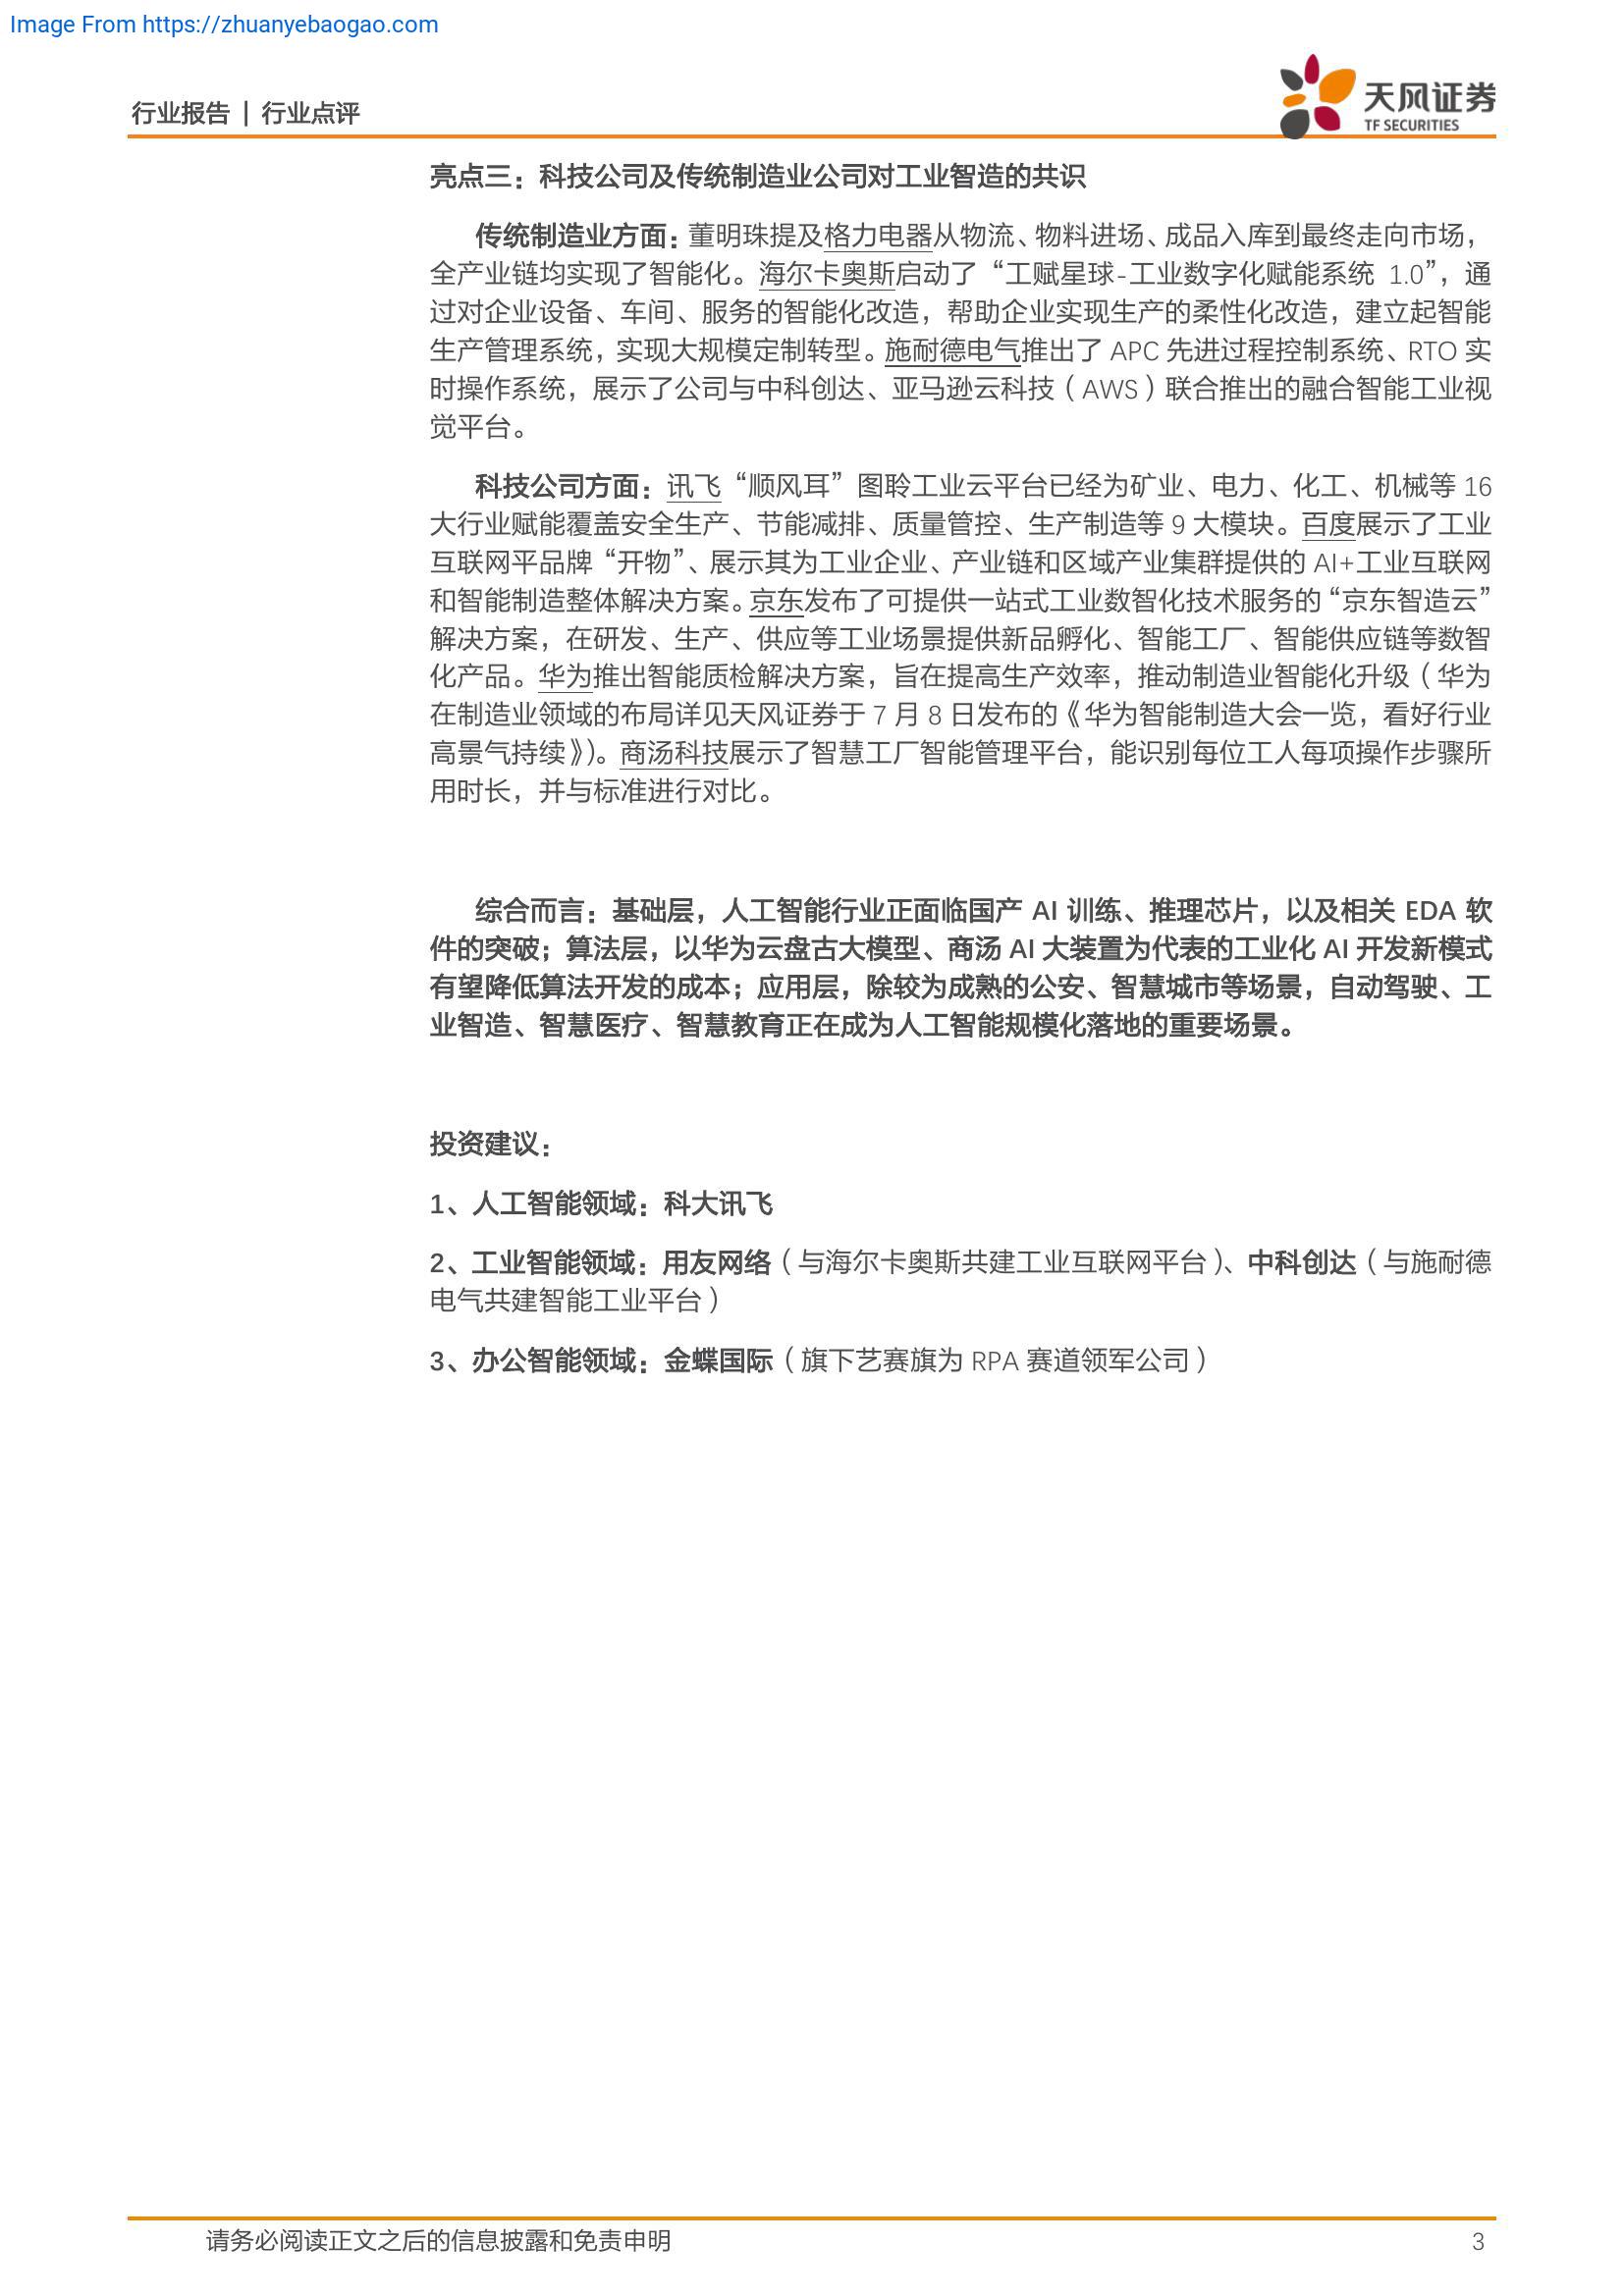 Image From https://zhuanyebaogao.com
行业报告 | 行业点评
天风证券
TF SECURITIES
亮点三：科技公司及传统制造业公司对工业智造的共识
传统制造业方面：董明珠提及格力电器从物流、物料进场、成品入库到最终走向市场，
全产业链均实现了智能化。海尔卡奥斯启动了“工赋星球-工业数字化赋能系统 1.0”，通
过对企业设备、车间、服务的智能化改造，帮助企业实现生产的柔性化改造，建立起智能
生产管理系统，实现大规模定制转型。施耐德电气推出了 APC 先进过程控制系统、RTO 实
时操作系统，展示了公司与中科创达、亚马逊云科技（AWS）联合推出的融合智能工业视
觉平台。
科技公司方面：讯飞“顺风耳”图聆工业云平台已经为矿业、电力、化工、机械等 16
大行业赋能覆盖安全生产、节能减排、质量管控、生产制造等 9 大模块。百度展示了工业
互联网平品牌“开物”、展示其为工业企业、产业链和区域产业集群提供的 AI+工业互联网
和智能制造整体解决方案。京东发布了可提供一站式工业数智化技术服务的“京东智造云”
解决方案，在研发、生产、供应等工业场景提供新品孵化、智能工厂、智能供应链等数智
化产品。华为推出智能质检解决方案，旨在提高生产效率，推动制造业智能化升级（华为
在制造业领域的布局详见天风证券于 7 月 8 日发布的《华为智能制造大会一览，看好行业
高景气持续》）。商汤科技展示了智慧工厂智能管理平台，能识别每位工人每项操作步骤所
用时长，并与标准进行对比。
综合而言：基础层，人工智能行业正面临国产 AI 训练、推理芯片，以及相关 EDA 软
件的突破；算法层，以华为云盘古大模型、商汤 AI 大装置为代表的工业化 AI 开发新模式
有望降低算法开发的成本；应用层，除较为成熟的公安、智慧城市等场景，自动驾驶、工
业智造、智慧医疗、智慧教育正在成为人工智能规模化落地的重要场景。
投资建议：
1、人工智能领域：科大讯飞
2、工业智能领域：用友网络（与海尔卡奥斯共建工业互联网平台）、中科创达（与施耐德
电气共建智能工业平台）
3、办公智能领域：金蝶国际（旗下艺赛旗为 RPA 赛道领军公司）
请务必阅读正文之后的信息披露和免责申明
3